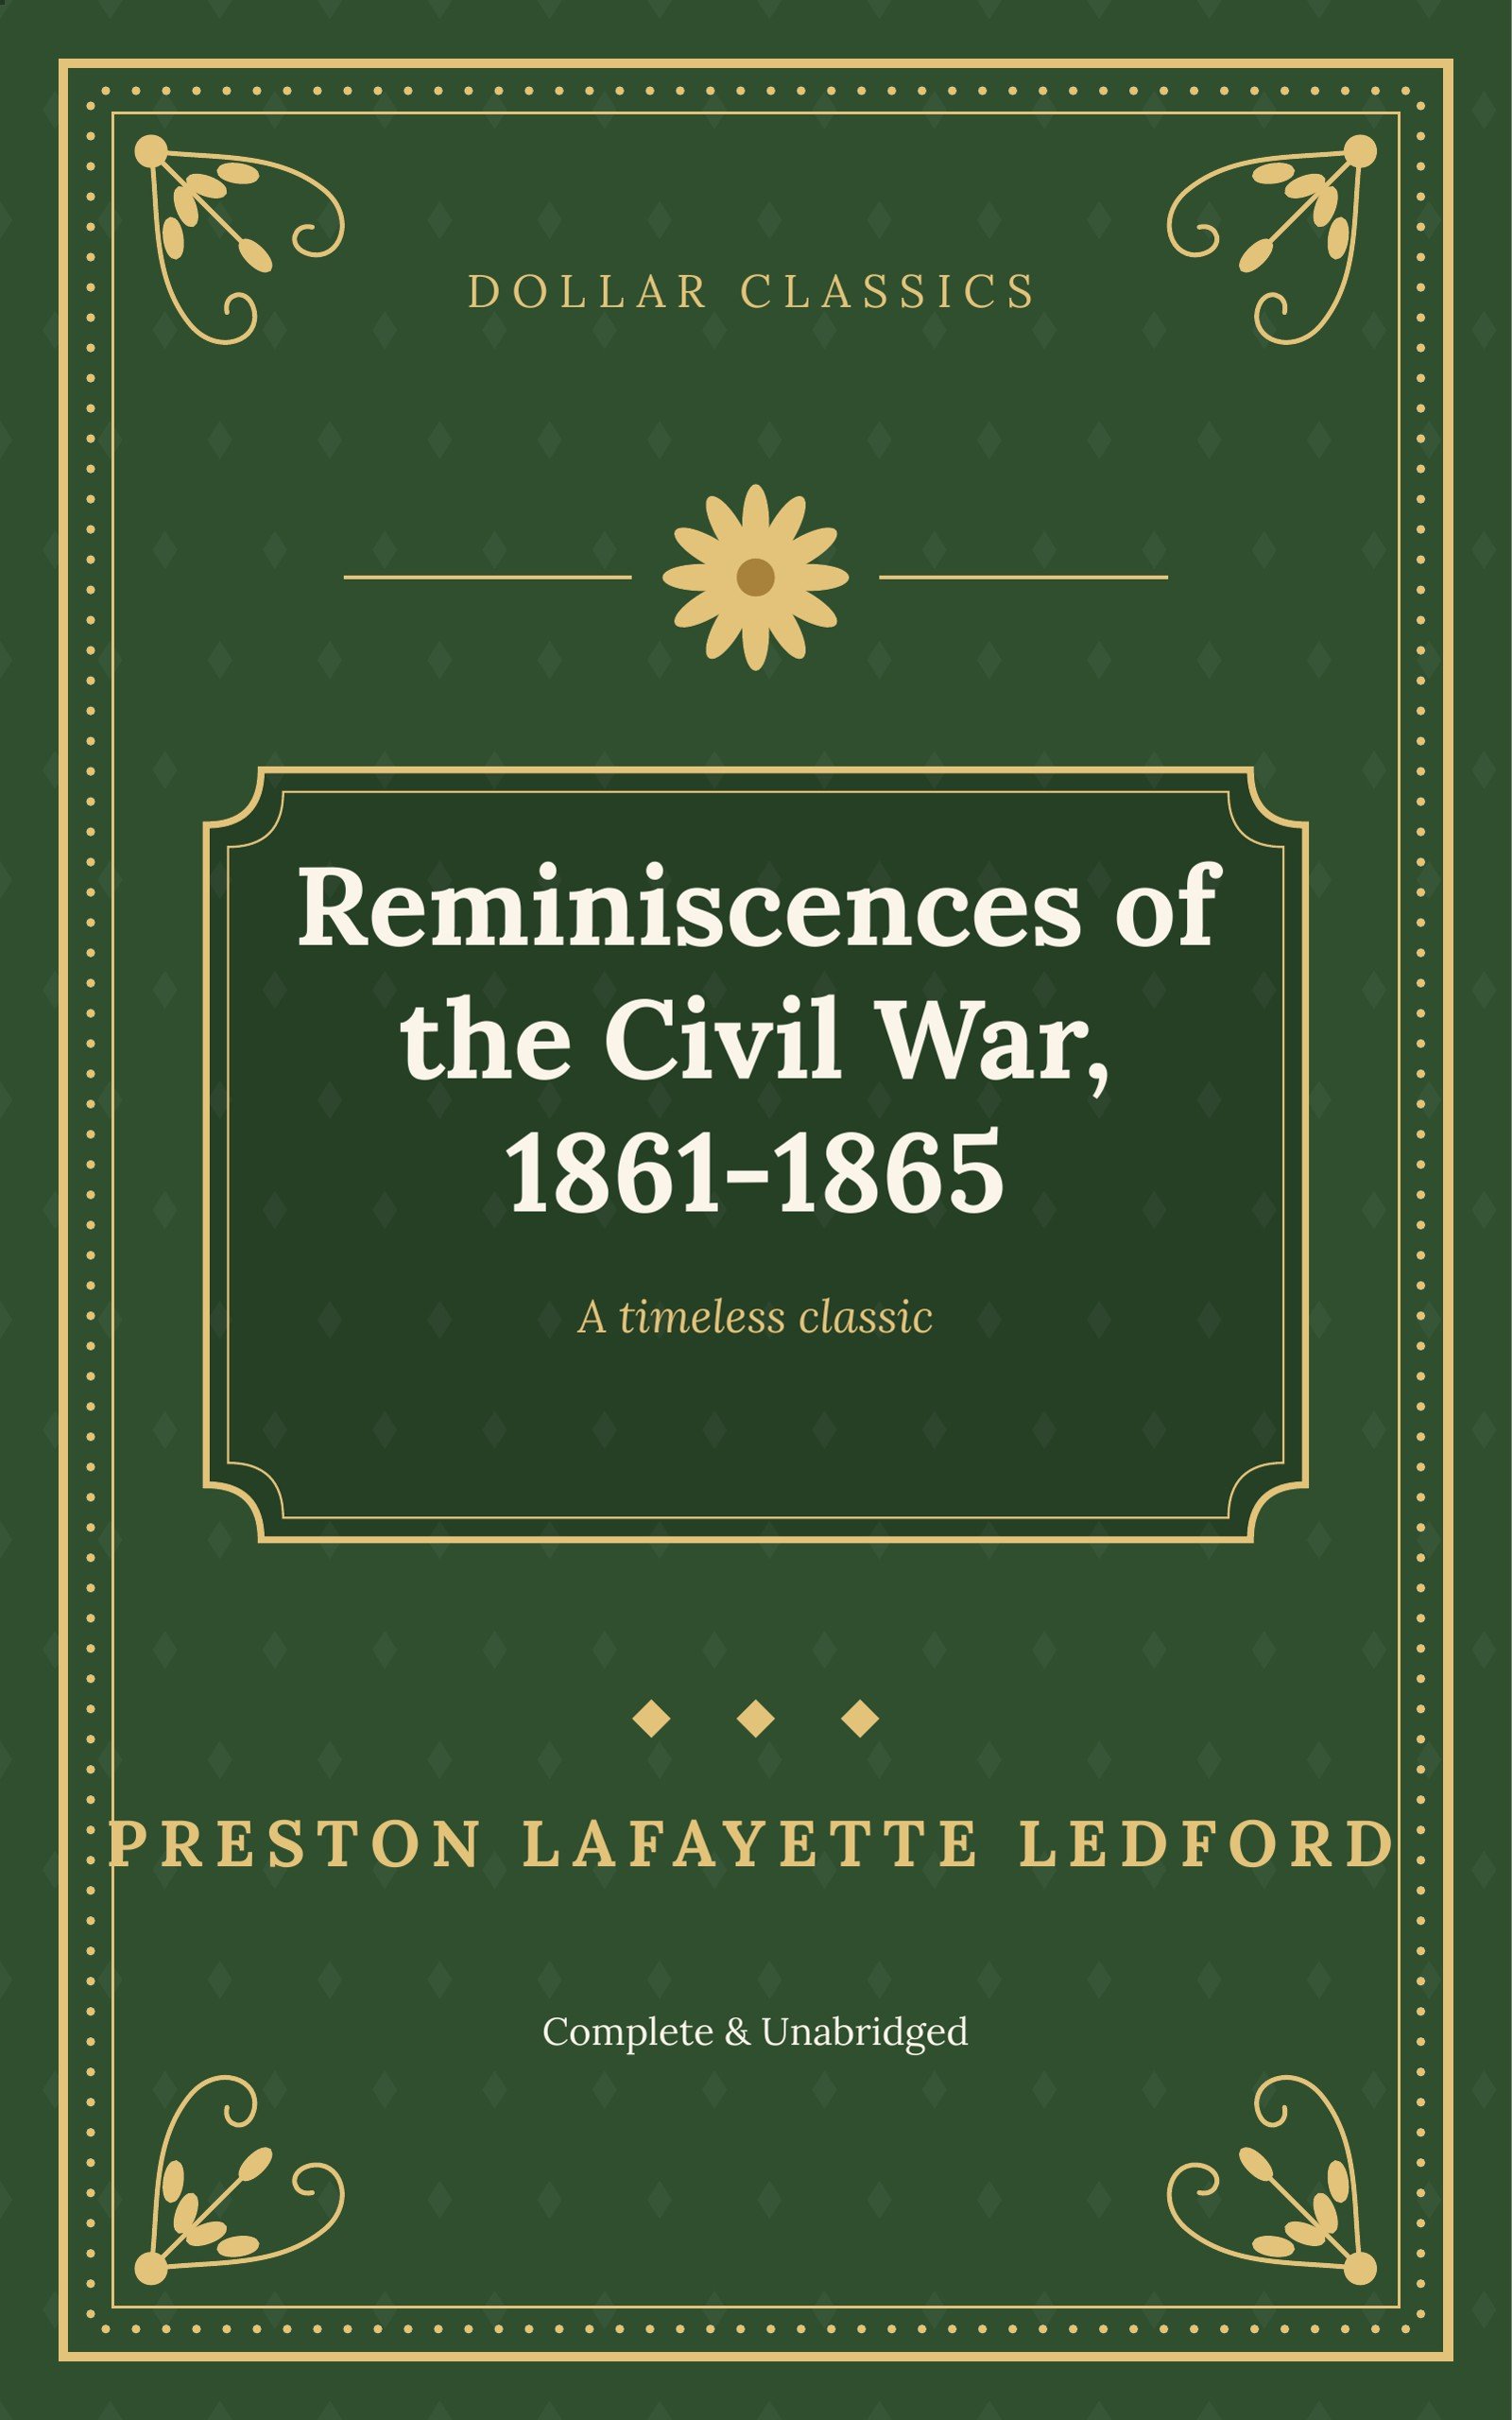 DOLLAR CLASSICS
Reminiscences of
the Civil War,
1861–1865
A timeless classic
PRESTON LAFAYETTE LEDFORD
Complete & Unabridged